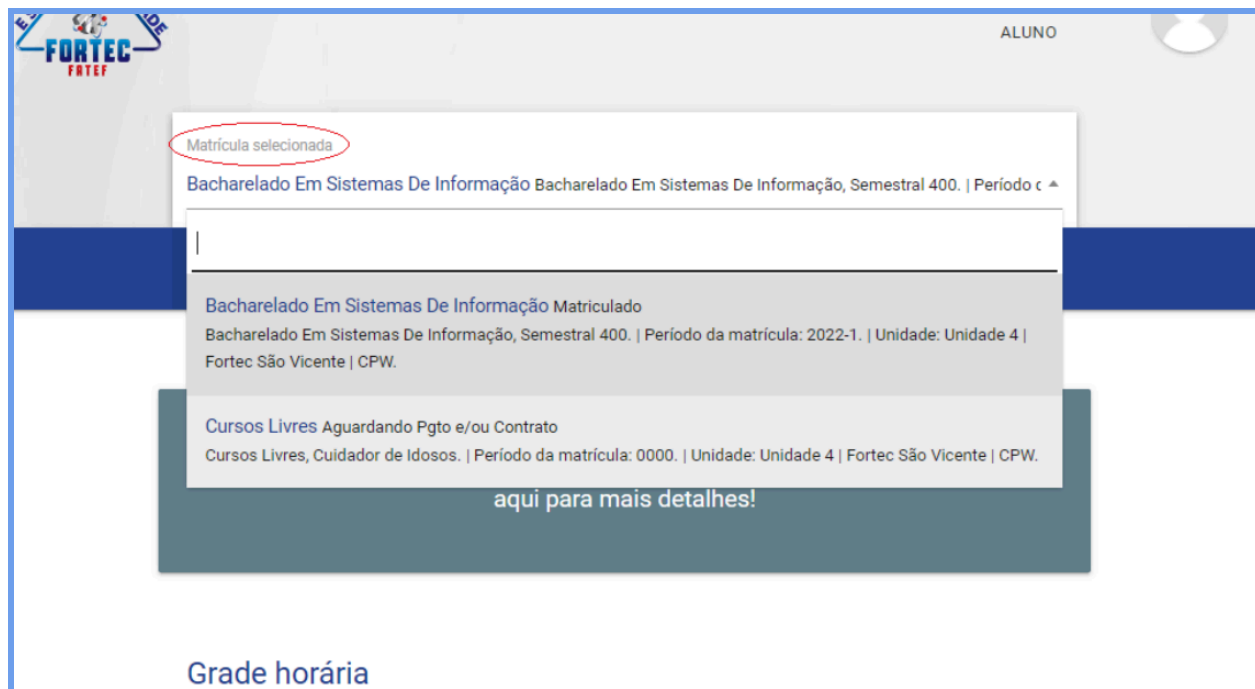 FORTEC
FATEF
ALUNO
Matrícula selecionada
Bacharelado Em Sistemas De Informação Bacharelado Em Sistemas De Informação, Semestral 400. | Período
Bacharelado Em Sistemas De Informação Matriculado
Bacharelado Em Sistemas De Informação, Semestral 400. | Período da matrícula: 2022-1. | Unidade: Unidade 4 |
Fortec São Vicente | CPW.
Cursos Livres Aguardando Pgto e/ou Contrato
Cursos Livres, Cuidador de Idosos. | Período da matrícula: 0000. | Unidade: Unidade 4 | Fortec São Vicente | CPW.
aqui para mais detalhes!
Grade horária